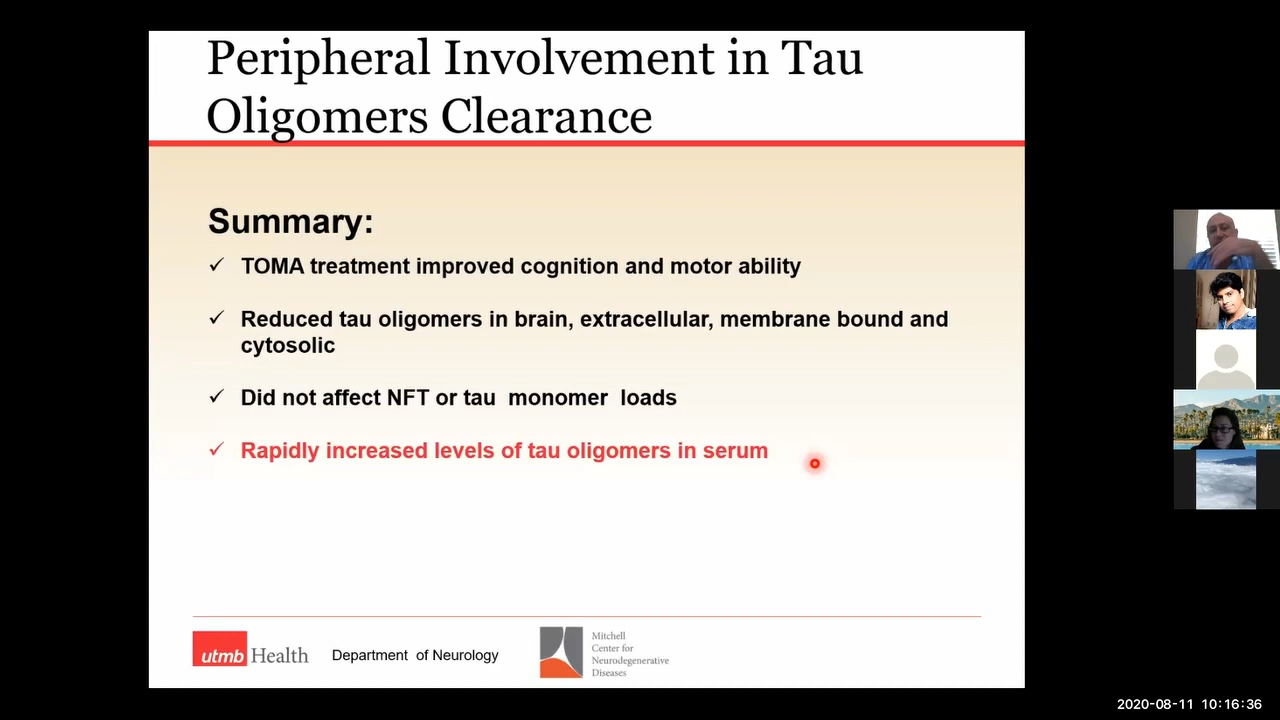 Peripheral Involvement in Tau
Oligomers Clearance
Summary:
✓ TOMA treatment improved cognition and motor ability
✓ Reduced tau oligomers in brain, extracellular, membrane bound and
cytosolic
✓ Did not affect NFT or tau monomer loads
✓ Rapidly increased levels of tau oligomers in serum
utmb Health
Department of Neurology
Mitchell
Center for
Neurodegenerative
Diseases
2020-08-11 10:16:36